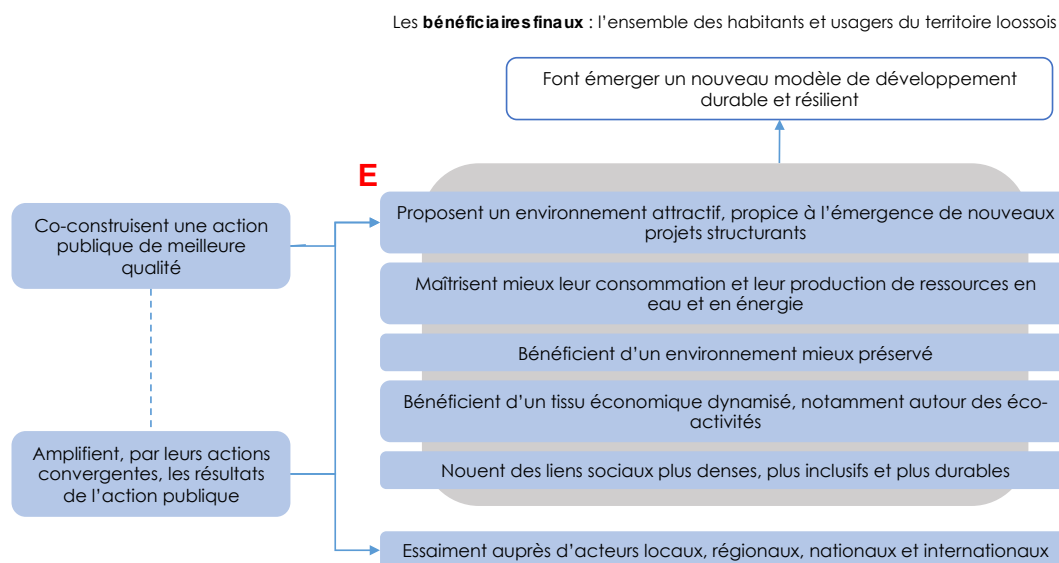 Les bénéficiaires finaux : l'ensemble des habitants et usagers du territoire loossois
Font émerger un nouveau modèle de développement
durable et résilient
E
Co-construisent une action
publique de meilleure
qualité
Proposent un environnement attractif, propice à l'émergence de nouveaux
projets structurants
Maîtrisent mieux leur consommation et leur production de ressources en
eau et en énergie
Bénéficient d'un environnement mieux préservé
Bénéficient d'un tissu économique dynamisé, notamment autour des éco-
activités
Amplifient, par leurs actions
convergentes, les résultats
de l'action publique
Nouent des liens sociaux plus denses, plus inclusifs et plus durables
Essaiment auprès d'acteurs locaux, régionaux, nationaux et internationaux